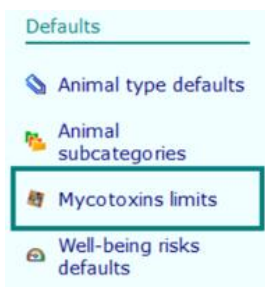 Defaults
Animal type defaults
Animal
subcategories
Mycotoxins limits
Well-being risks
defaults